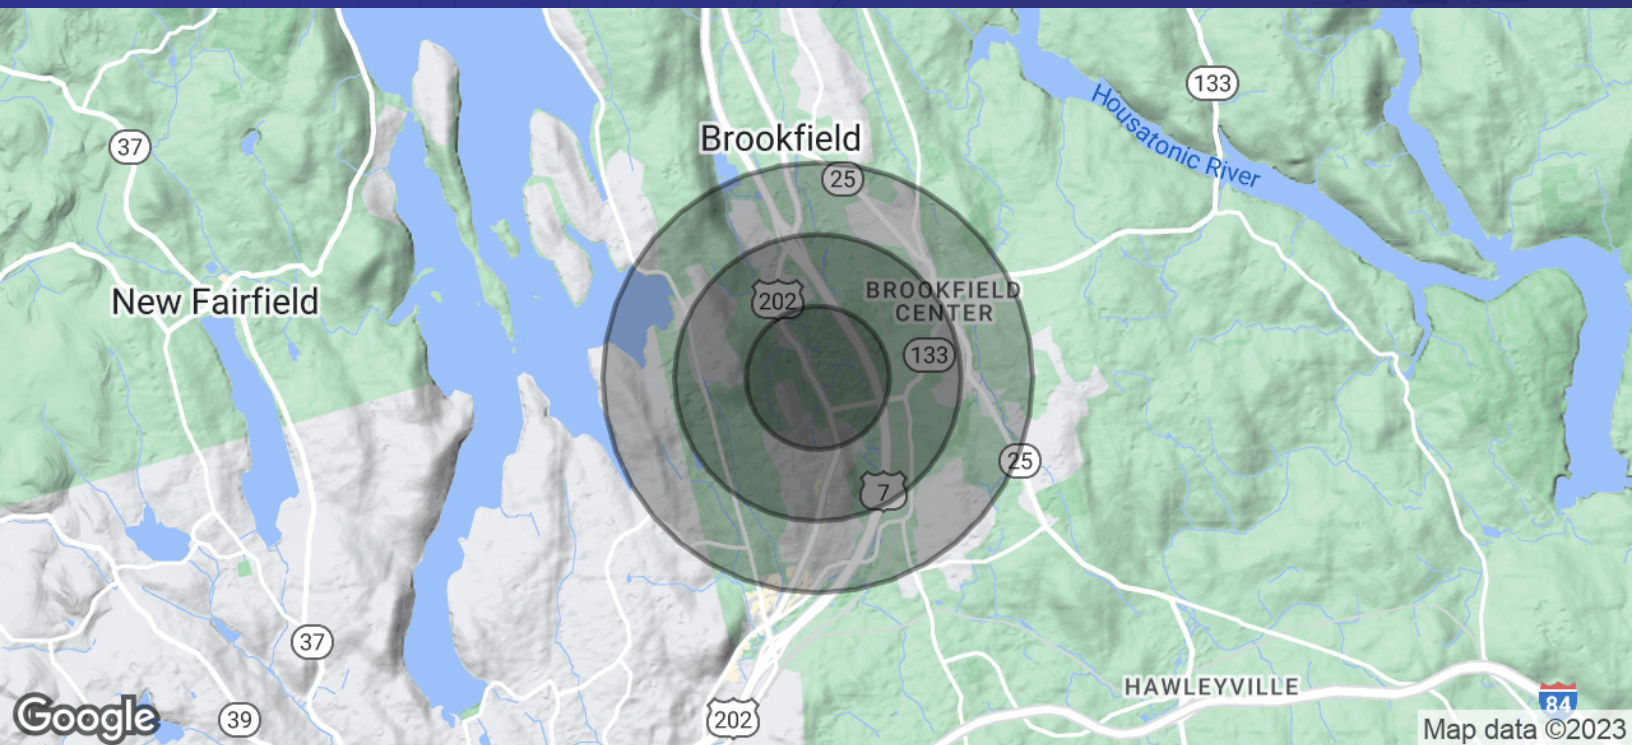 133
Housatonic River
Brookfield
37
25
BROOKFIELD
CENTER
202
New Fairfield
133
25
7
37
HAWLEYVILLE
84
Google
39
202
Map data ©2023